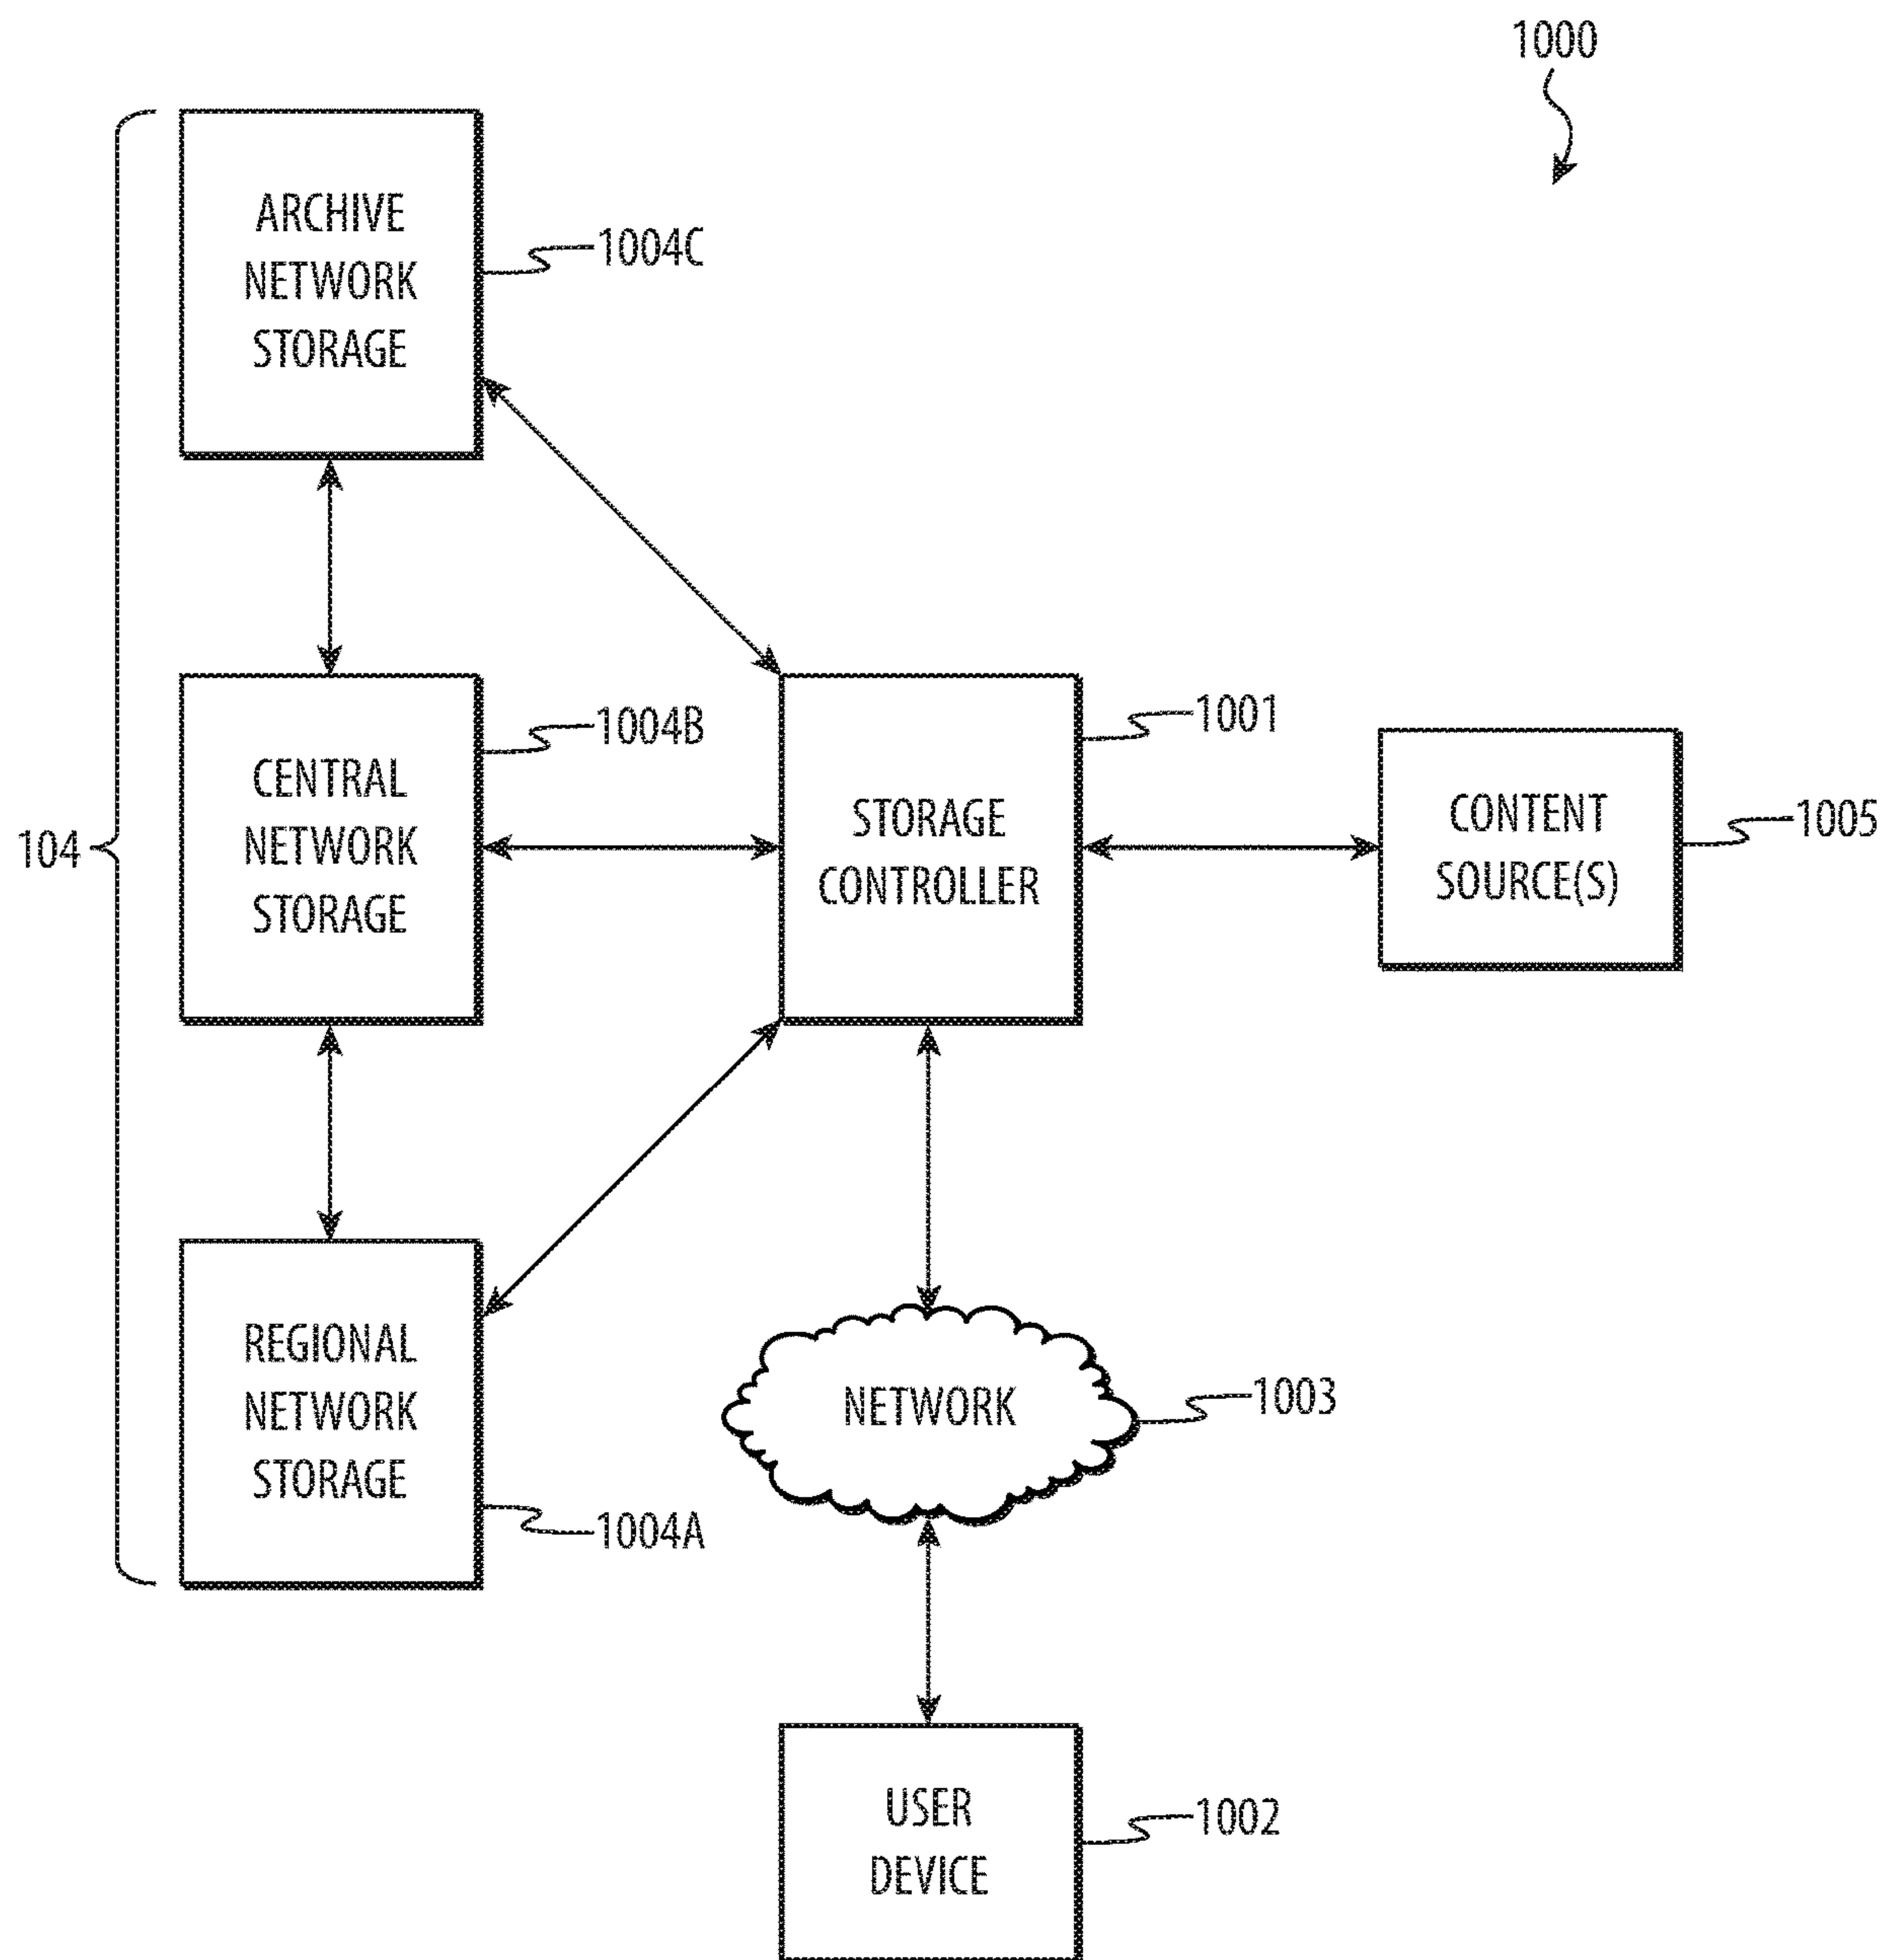 1000
ARCHIVE
NETWORK
STORAGE
1004C
CENTRAL
NETWORK
STORAGE
1004B
104
STORAGE
CONTROLLER
1001
CONTENT
SOURCE(S)
1005
REGIONAL
NETWORK
STORAGE
1004A
NETWORK
1003
USER
DEVICE
1002